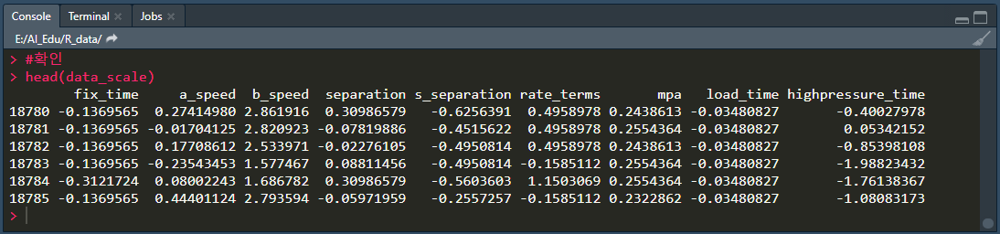 Console Terminal Jobs
E:/AI_Edu/R_data/
> #확인
> head(data_scale)
fix_time a_speed b_speed separation s_separation rate_terms mpa load_time highpressure_time
18780 -0.1369565 0.27414980 2.861916 0.30986579 -0.6256391 0.4958978 0.2438613 -0.03480827 -0.40027978
18781 -0.1369565 -0.01704125 2.820923 -0.07819886 -0.4515622 0.4958978 0.2554364 -0.03480827 0.05342152
18782 -0.1369565 0.17708612 2.533971 -0.02276105 -0.4950814 0.4958978 0.2438613 -0.03480827 -0.85398108
18783 -0.1369565 -0.23543453 1.577467 0.08811456 -0.4950814 -0.1585112 0.2554364 -0.03480827 -1.98823432
18784 -0.3121724 0.08002243 1.686782 0.30986579 -0.5603603 1.1503069 0.2554364 -0.03480827 -1.76138367
18785 -0.1369565 0.44401124 2.793594 -0.05971959 -0.2557257 -0.1585112 0.2322862 -0.03480827 -1.08083173
>